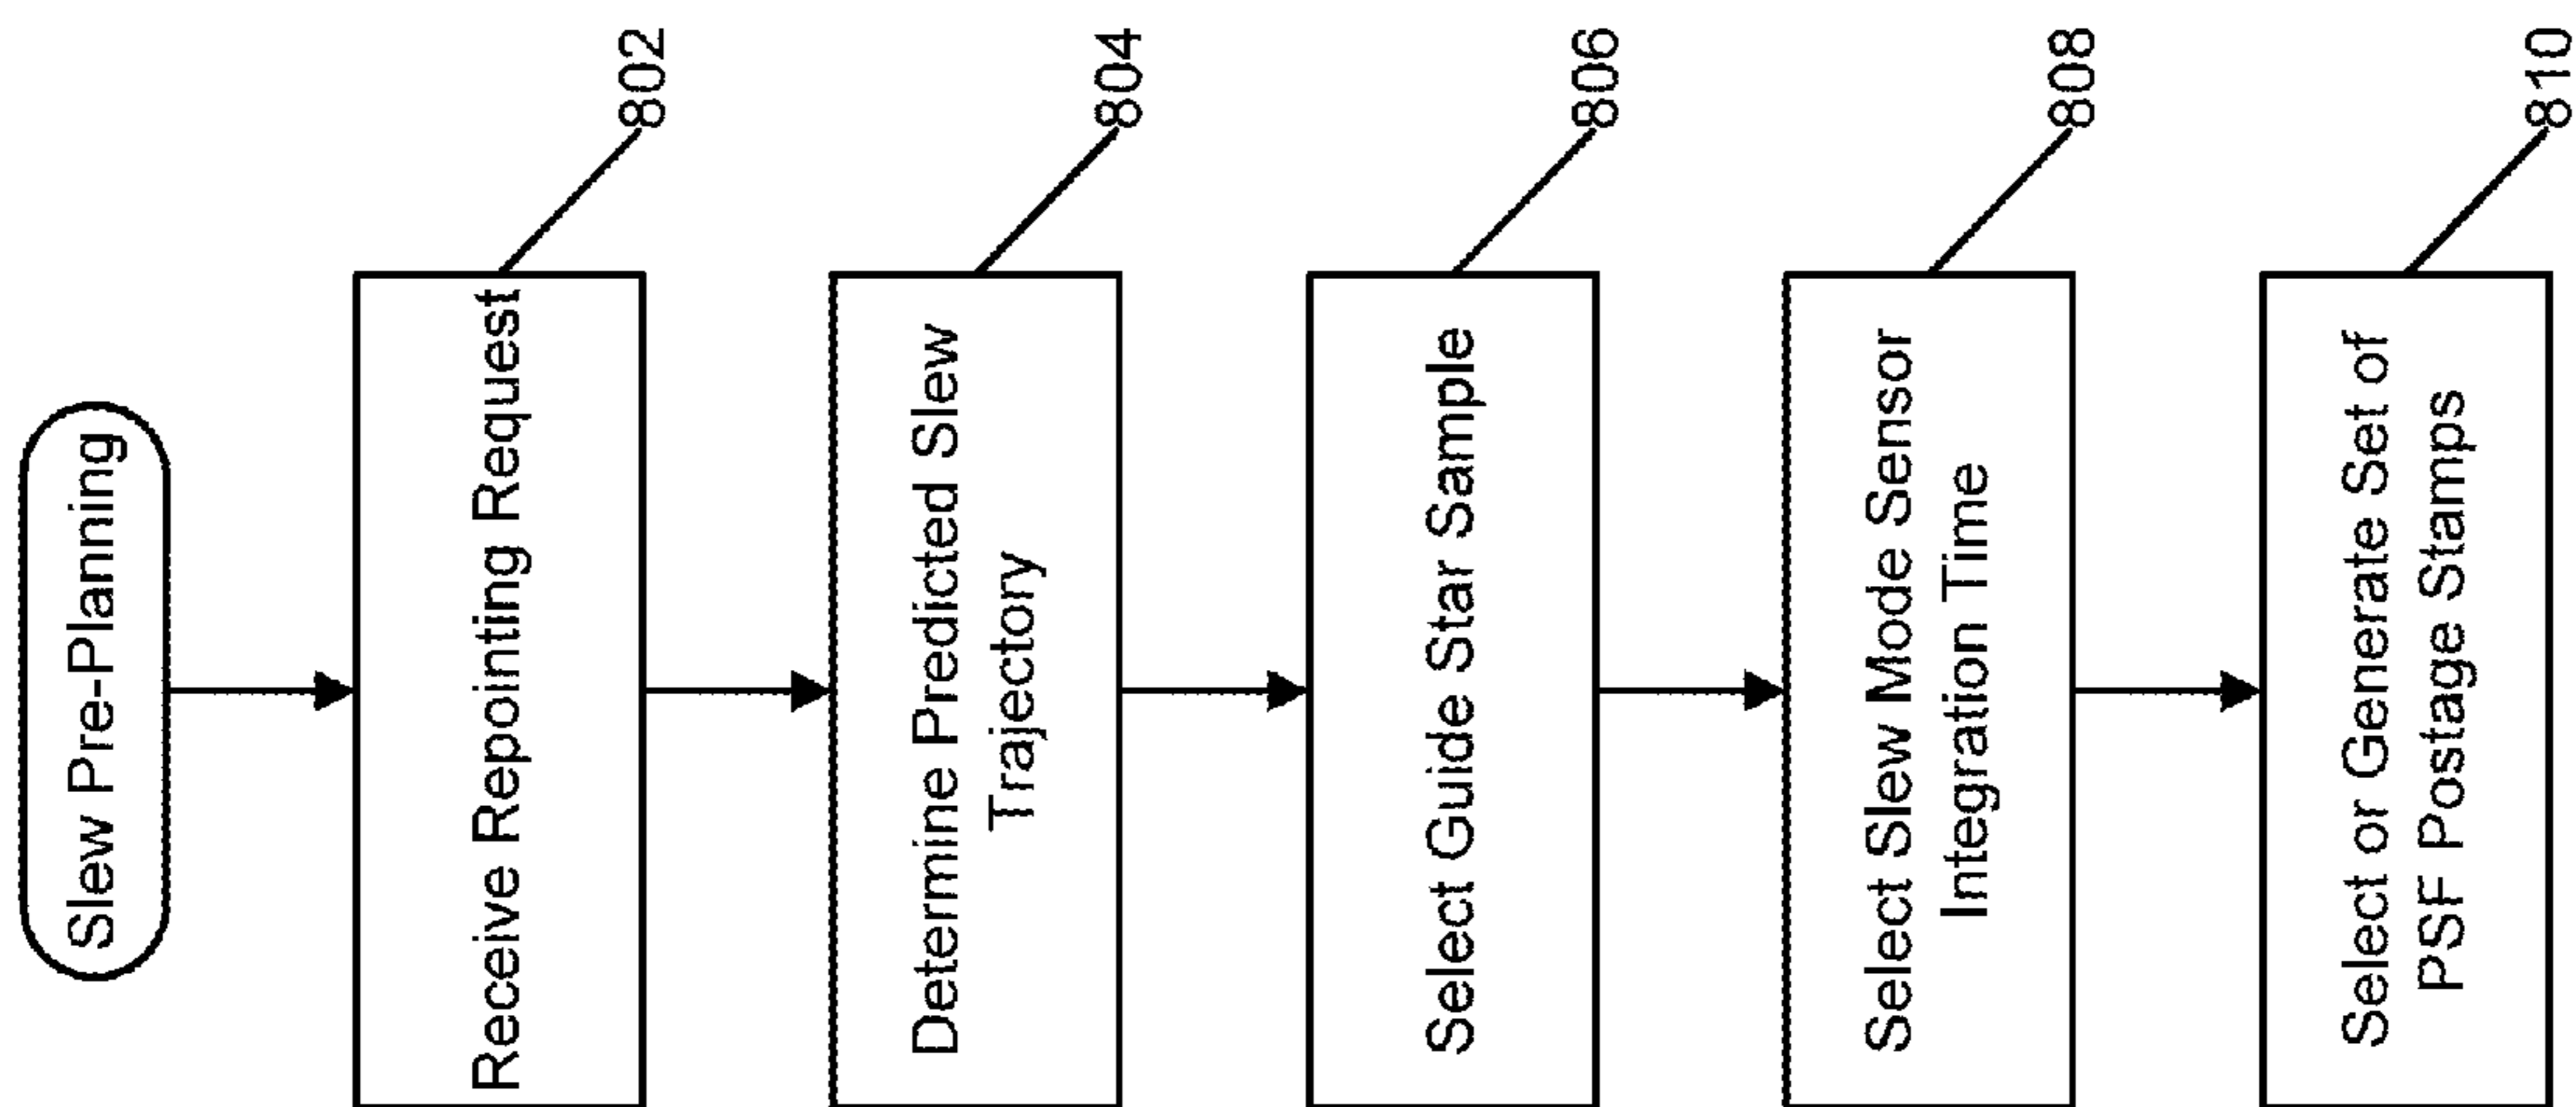 Slew Pre-Planning
Receive Repointing Request
802
Determine Predicted Slew
Trajectory
804
Select Guide Star Sample
806
Select Slew Mode Sensor
Integration Time
808
Select or Generate Set of
PSF Postage Stamps
810